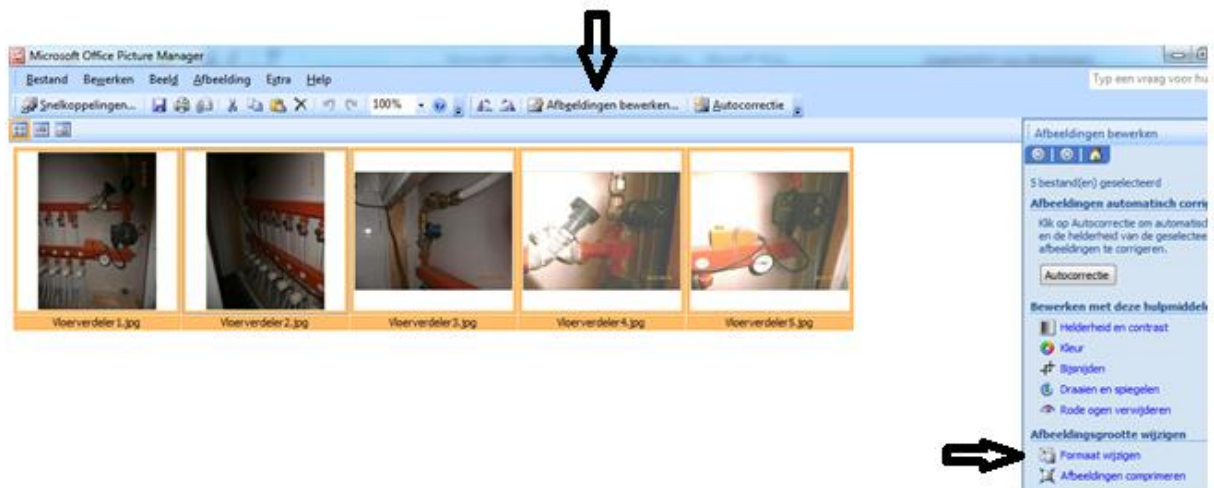 Microsoft Office Picture Manager
Bestand Bewerken Beeld Afbeelding Extra Help
Typ een vraag voor hu
Snelkoppelingen... 100% Afbeeldingen bewerken... Autocorrectie
Afbeeldingen bewerken
5 bestand(en) geselecteerd
Afbeeldingen automatisch corrig
Klik op Autocorrectie om automatisch
en de helderheid van de geselecteer
afbeeldingen te corrigeren.
Autocorrectie
Vloerverdeler1.jpg Vloerverdeler2.jpg Vloerverdeler3.jpg Vloerverdeler4.jpg Vloerverdeler5.jpg
Bewerken met deze hulpmiddele
Helderheid en contrast
Kleur
Bijsnijden
Draaien en spiegelen
Rode ogen verwijderen
Afbeeldingsgrootte wijzigen
Formaat wijzigen
Afbeeldingen comprimeren